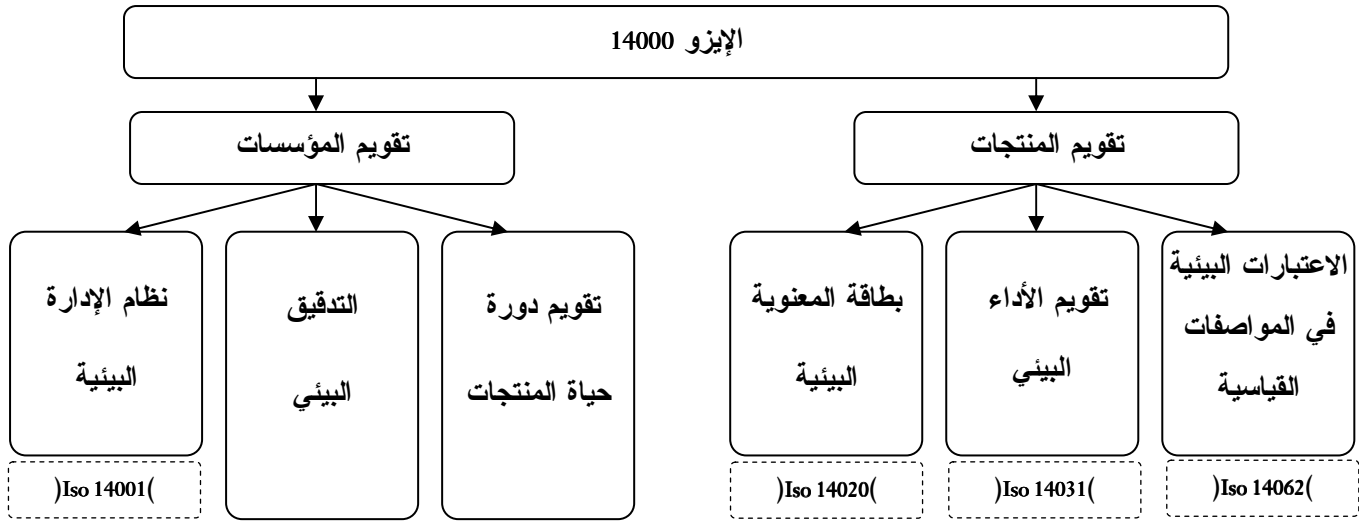 الإيزو 14000
تقويم المنتجات
تقويم المؤسسات
الاعتبارات البيئية
في المواصفات
القياسية
تقويم الأداء
البيئي
بطاقة المعنوية
البيئية
تقويم دورة
حياة المنتجات
التدقيق
البيئي
نظام الإدارة
البيئية
)Iso 14062(
)Iso 14031(
)Iso 14020(
)Iso 14001(